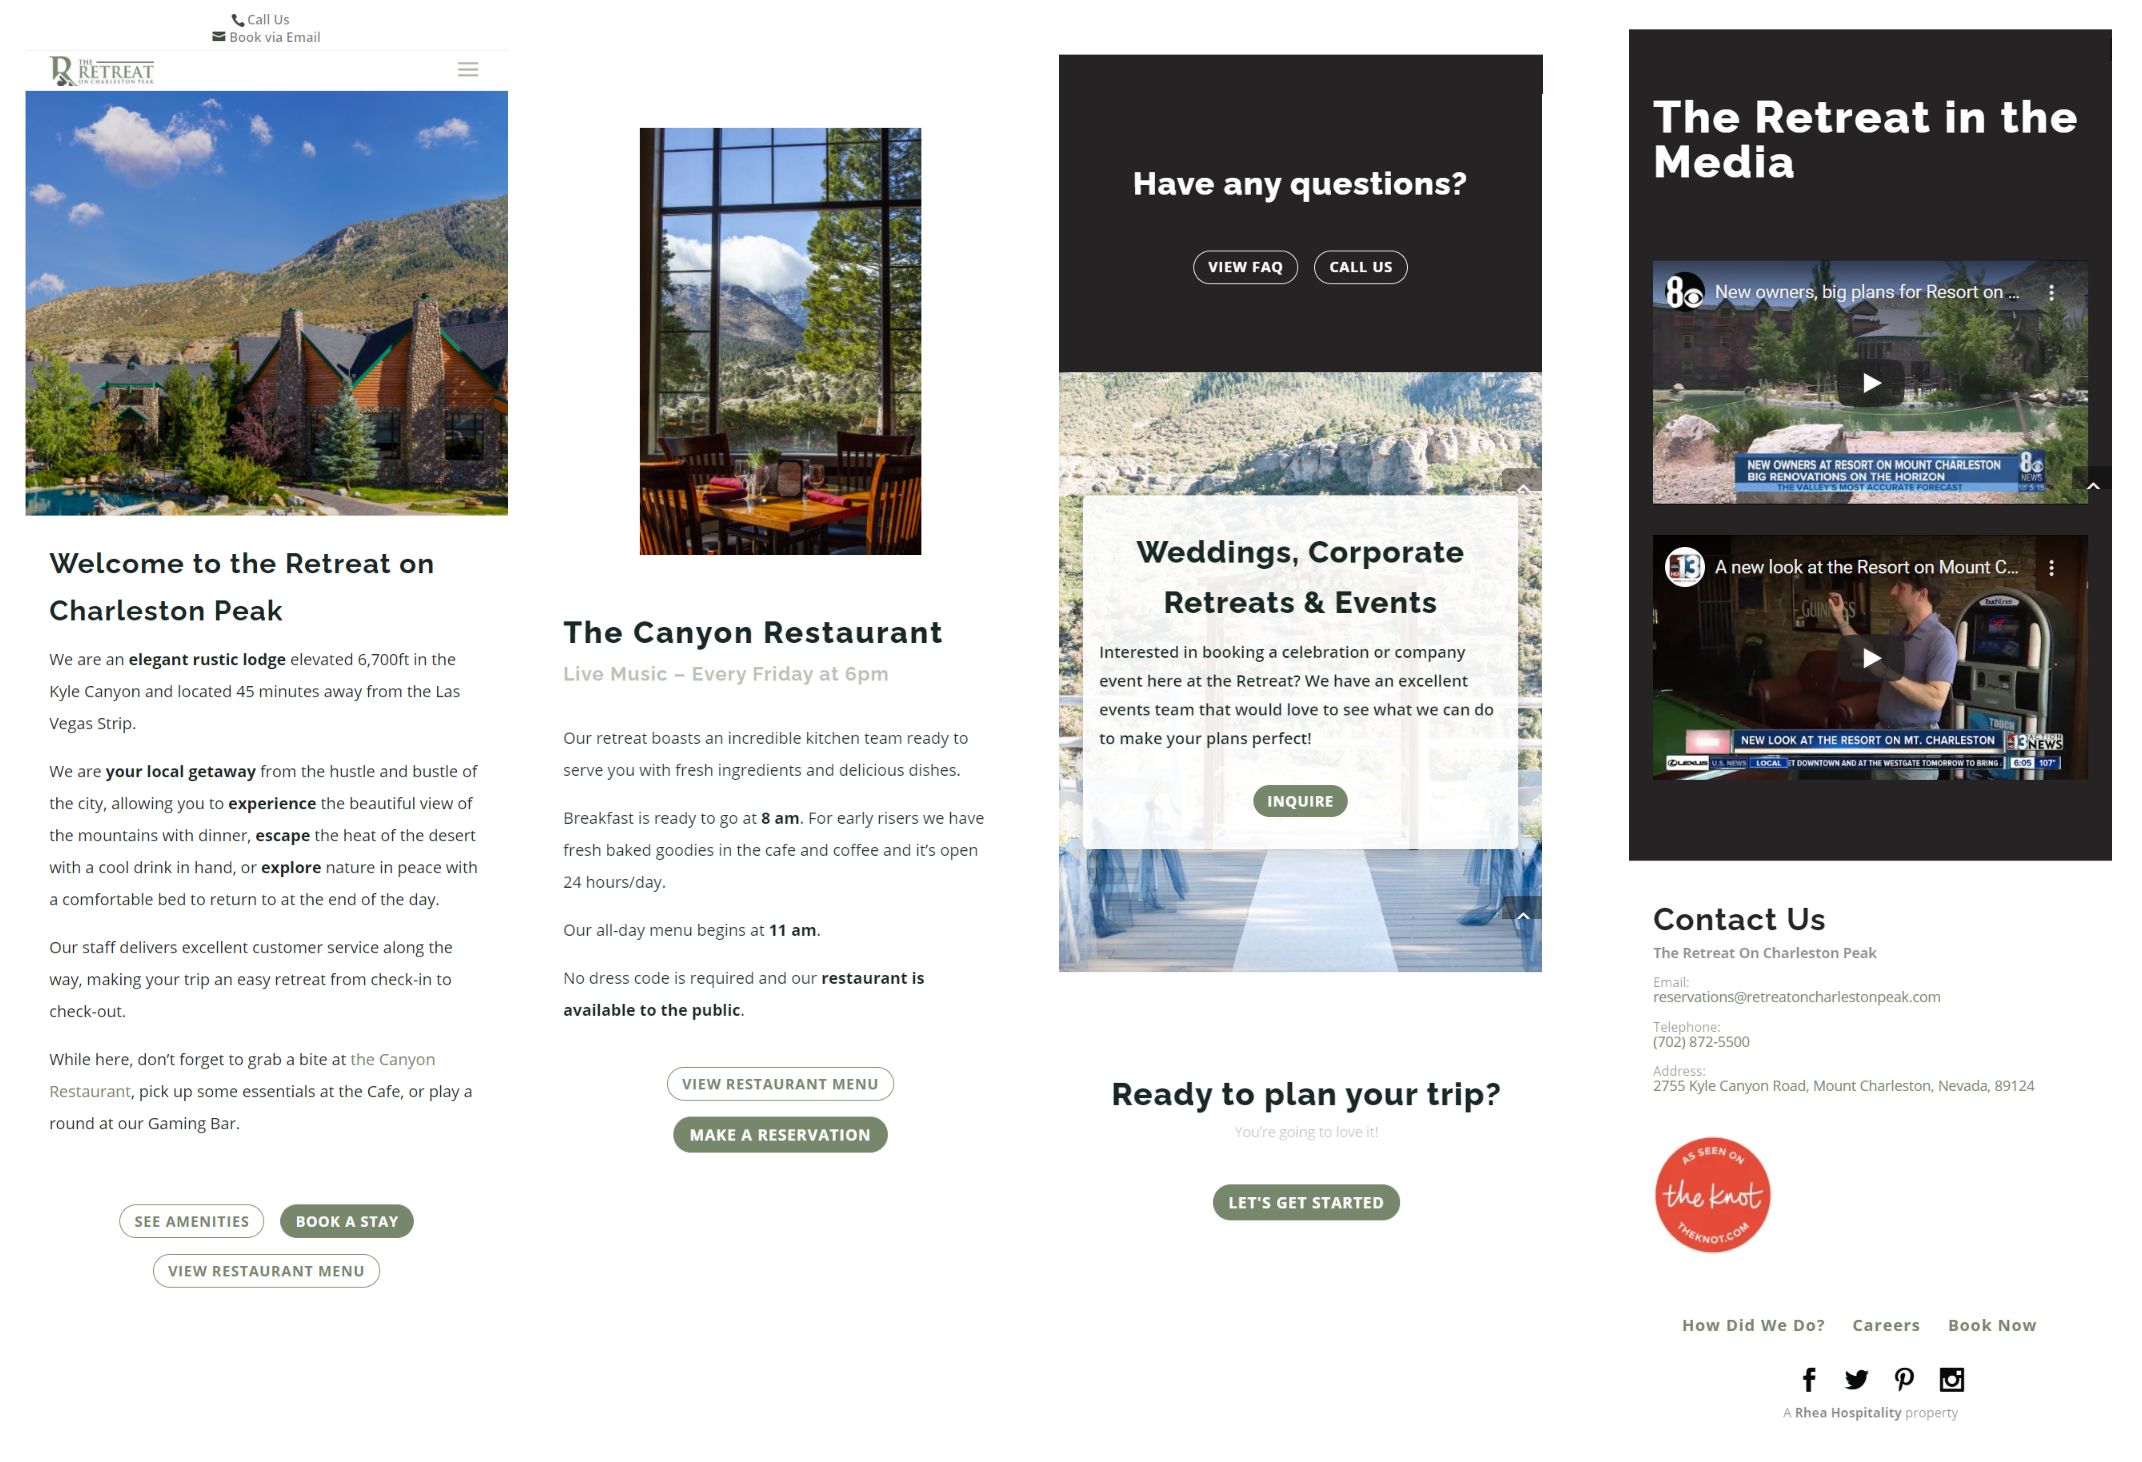 Call Us
Book via Email
THE
RETREAT
ON CHARLESTON PEAK
Welcome to the Retreat on
Charleston Peak
We are an elegant rustic lodge elevated 6,700ft in the
Kyle Canyon and located 45 minutes away from the Las
Vegas Strip.
We are your local getaway from the hustle and bustle of
the city, allowing you to experience the beautiful view of
the mountains with dinner, escape the heat of the desert
with a cool drink in hand, or explore nature in peace with
a comfortable bed to return to at the end of the day.
Our staff delivers excellent customer service along the
way, making your trip an easy retreat from check-in to
check-out.
While here, don't forget to grab a bite at the Canyon
Restaurant, pick up some essentials at the Cafe, or play a
round at our Gaming Bar.
SEE AMENITIES
BOOK A STAY
VIEW RESTAURANT MENU
The Canyon Restaurant
Live Music – Every Friday at 6pm
Our retreat boasts an incredible kitchen team ready to
serve you with fresh ingredients and delicious dishes.
Breakfast is ready to go at 8 am. For early risers we have
fresh baked goodies in the cafe and coffee and it's open
24 hours/day.
Our all-day menu begins at 11 am.
No dress code is required and our restaurant is
available to the public.
VIEW RESTAURANT MENU
MAKE A RESERVATION
Have any questions?
VIEW FAQ
CALL US
Weddings, Corporate
Retreats & Events
Interested in booking a celebration or company
event here at the Retreat? We have an excellent
events team that would love to see what we can do
to make your plans perfect!
INQUIRE
Ready to plan your trip?
You're going to love it!
LET'S GET STARTED
The Retreat in the
Media
8 New owners, big plans for Resort on ...
NEW OWNERS AT RESORT ON MOUNT CHARLESTON
BIG RENOVATIONS ON THE HORIZON
THE VALLEY'S MOST ACCURATE FORECAST
8 NEWS
13 A new look at the Resort on Mount C...
GUINNESS
TouchTunes
TOUCH
NEW LOOK AT THE RESORT ON MT. CHARLESTON
13 ACTION NEWS
LEXUS U.S. NEWS LOCAL ET DOWNTOWN AND AT THE WESTGATE TOMORROW TO BRING 6:05 107°
Contact Us
The Retreat On Charleston Peak
Email:
reservations@retreatoncharlestonpeak.com
Telephone:
(702) 872-5500
Address:
2755 Kyle Canyon Road, Mount Charleston, Nevada, 89124
AS SEEN ON
the knot
THEKNOT.COM
How Did We Do?
Careers
Book Now
A Rhea Hospitality property